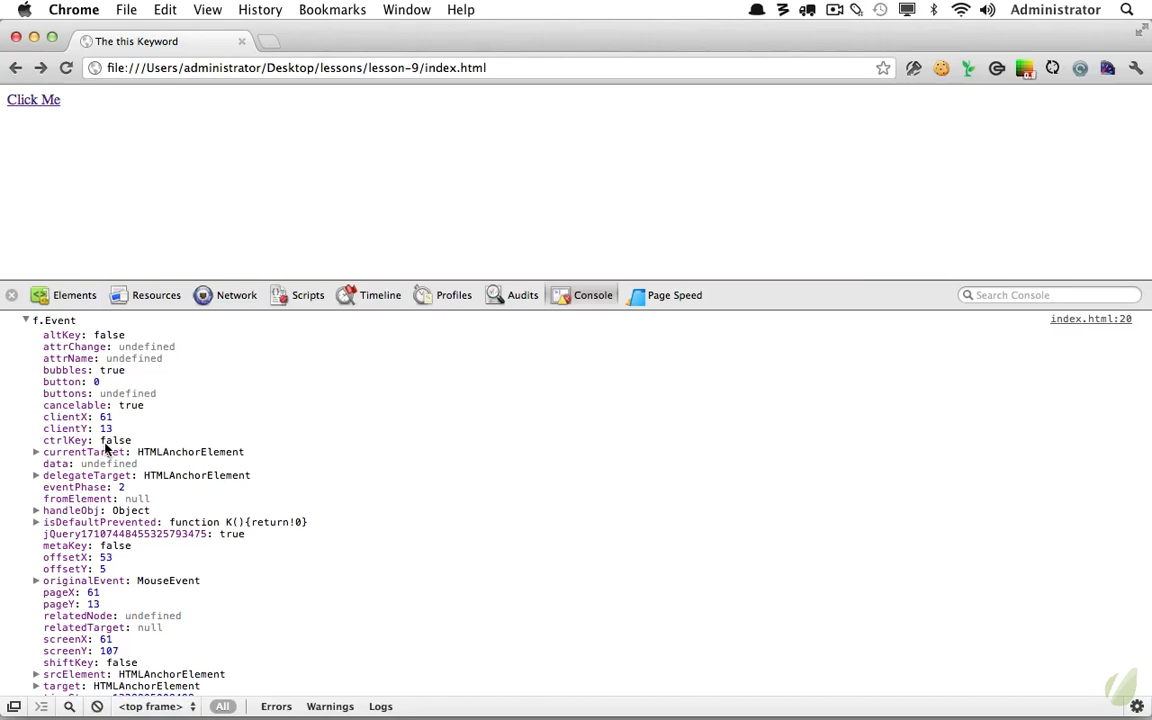 Chrome File Edit View History Bookmarks Window Help Administrator
The this Keyword
file:///Users/administrator/Desktop/lessons/lesson-9/index.html
Click Me
Elements Resources Network Scripts Timeline Profiles Audits Console Page Speed Search Console
f.Event index.html:20
altKey: false
attrChange: undefined
attrName: undefined
bubbles: true
button: 0
buttons: undefined
cancelable: true
clientX: 61
clientY: 13
ctrlKey: false
currentTarget: HTMLAnchorElement
data: undefined
delegateTarget: HTMLAnchorElement
eventPhase: 2
fromElement: null
handleObj: Object
isDefaultPrevented: function K(){return!0}
jQuery17107448455325793475: true
metaKey: false
offsetX: 53
offsetY: 5
originalEvent: MouseEvent
pageX: 61
pageY: 13
relatedNode: undefined
relatedTarget: null
screenX: 61
screenY: 107
shiftKey: false
srcElement: HTMLAnchorElement
target: HTMLAnchorElement
<top frame> All Errors Warnings Logs